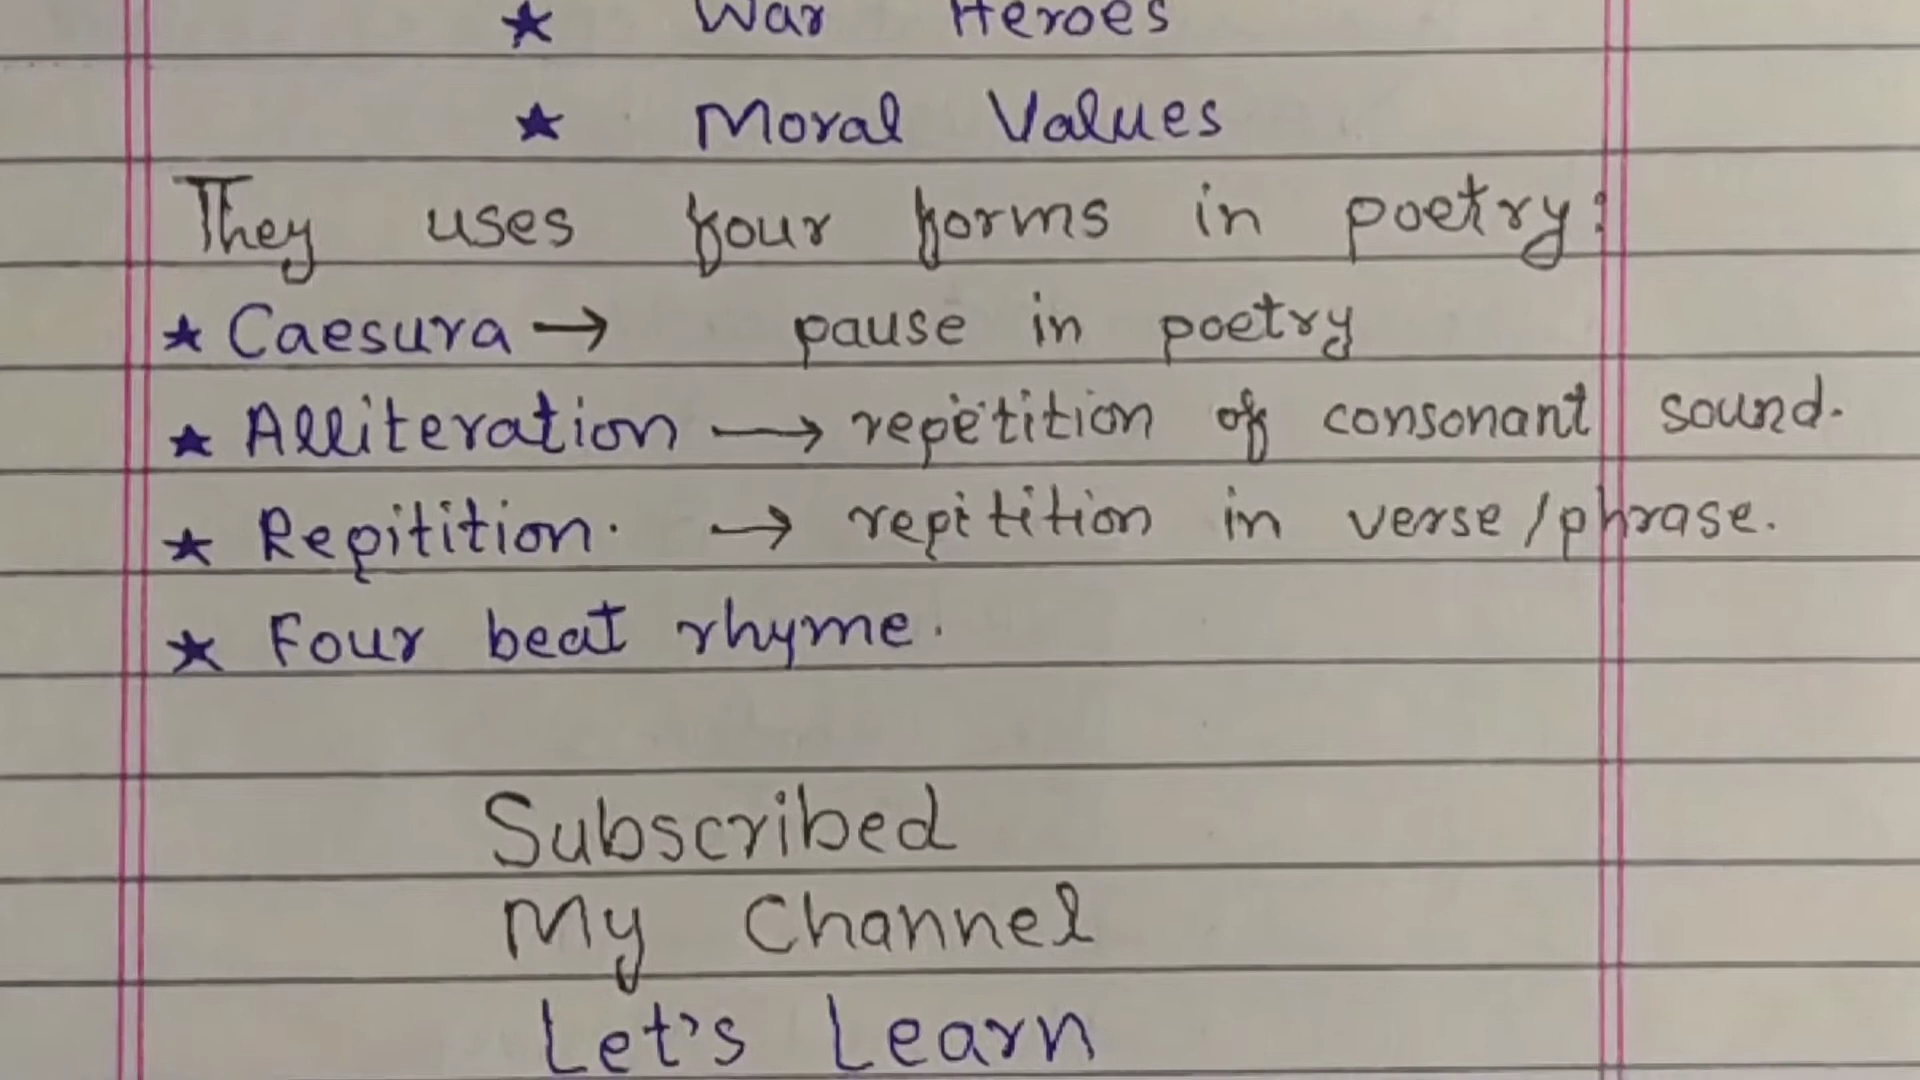 ★ War Heroes
★ Moral Values
They uses four forms in poetry:
★ Caesura → pause in poetry
★ Alliteration → repetition of consonant sound.
★ Repitition. → repitition in verse/phrase.
★ Four beat rhyme.
Subscribed
My Channel
Let's Learn